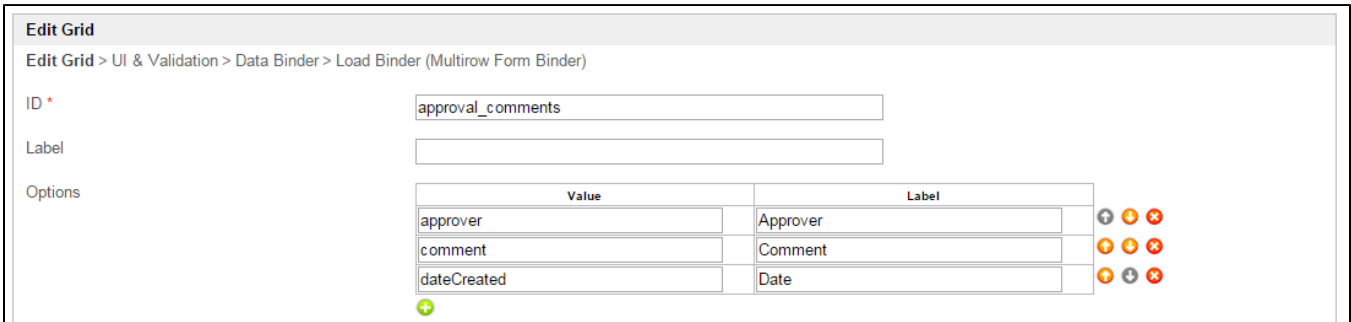 Edit Grid
Edit Grid > UI & Validation > Data Binder > Load Binder (Multirow Form Binder)
ID *
approval_comments
Label
Options
Value Label
approver Approver
comment Comment
dateCreated Date